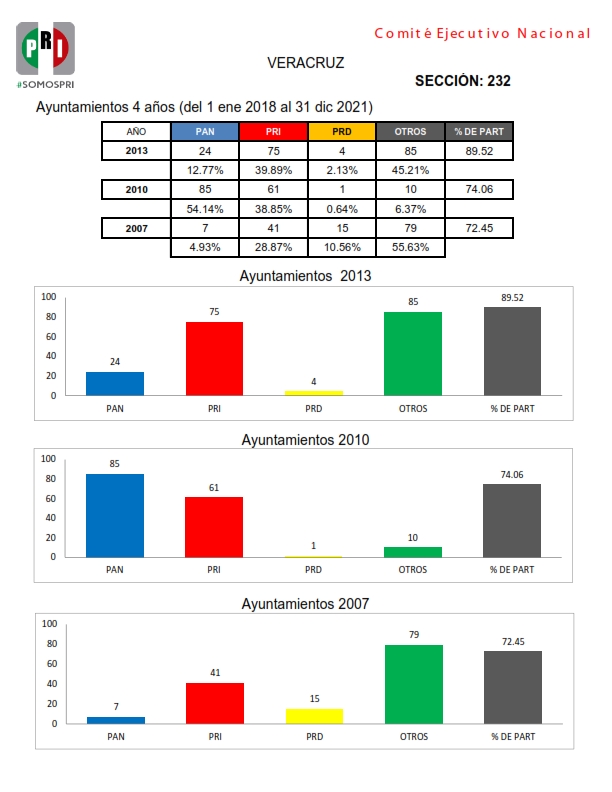 Comité Ejecutivo Nacional
PRI
#SOMOSPRI
VERACRUZ
SECCIÓN: 232
Ayuntamientos 4 años (del 1 ene 2018 al 31 dic 2021)
AÑO PAN PRI PRD OTROS % DE PART
2013 24 75 4 85 89.52
12.77% 39.89% 2.13% 45.21%
2010 85 61 1 10 74.06
54.14% 38.85% 0.64% 6.37%
2007 7 41 15 79 72.45
4.93% 28.87% 10.56% 55.63%
Ayuntamientos 2013
100
80
60
40
20
0
24 75 4 85 89.52
PAN PRI PRD OTROS % DE PART
Ayuntamientos 2010
100
80
60
40
20
0
85 61 1 10 74.06
PAN PRI PRD OTROS % DE PART
Ayuntamientos 2007
100
80
60
40
20
0
7 41 15 79 72.45
PAN PRI PRD OTROS % DE PART